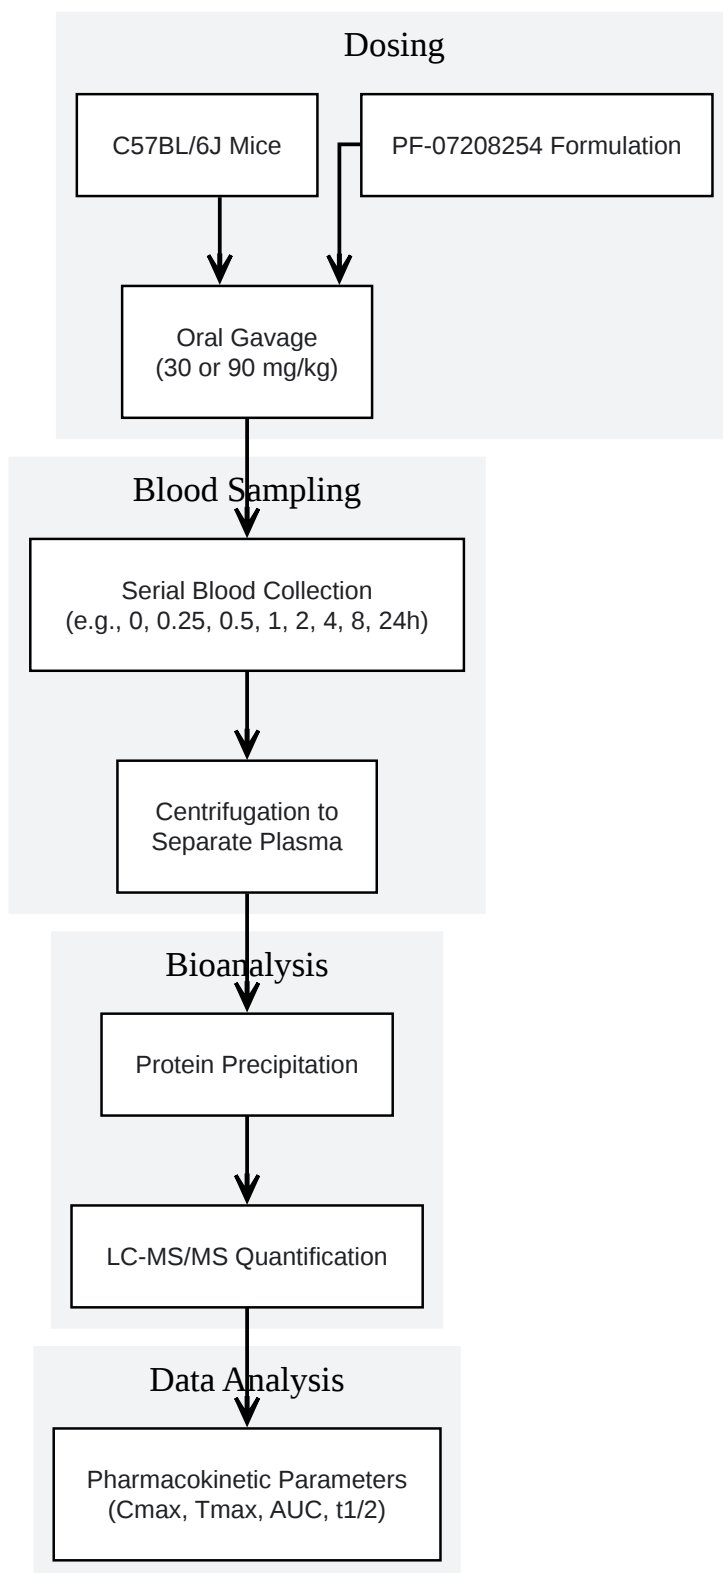 Dosing
C57BL/6J Mice
PF-07208254 Formulation
Oral Gavage
(30 or 90 mg/kg)
Blood Sampling
Serial Blood Collection
(e.g., 0, 0.25, 0.5, 1, 2, 4, 8, 24h)
Centrifugation to
Separate Plasma
Bioanalysis
Protein Precipitation
LC-MS/MS Quantification
Data Analysis
Pharmacokinetic Parameters
(Cmax, Tmax, AUC, t1/2)